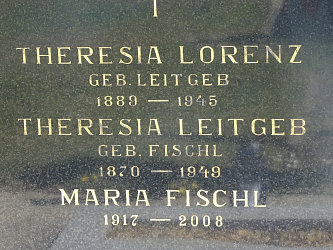 THERESIA LORENZ
GEB. LEITGEB
1889 — 1945
THERESIA LEITGEB
GEB. FISCHL
1870 — 1949
MARIA FISCHL
1917 — 2008